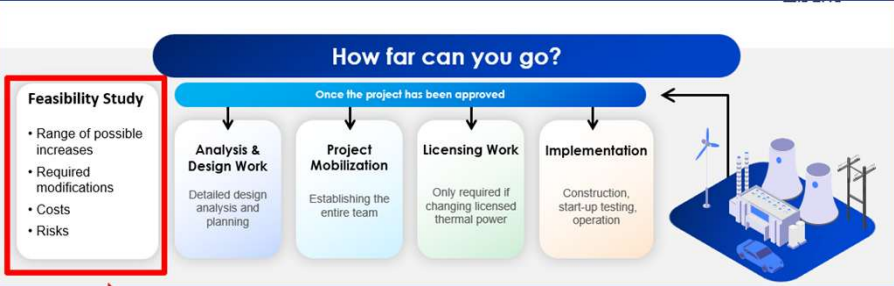 How far can you go?
Once the project has been approved
Feasibility Study
• Range of possible
increases
• Required
modifications
• Costs
• Risks
Analysis &
Design Work
Detailed design
analysis and
planning
Project
Mobilization
Establishing the
entire team
Licensing Work
Only required if
changing licensed
thermal power
Implementation
Construction,
start-up testing,
operation